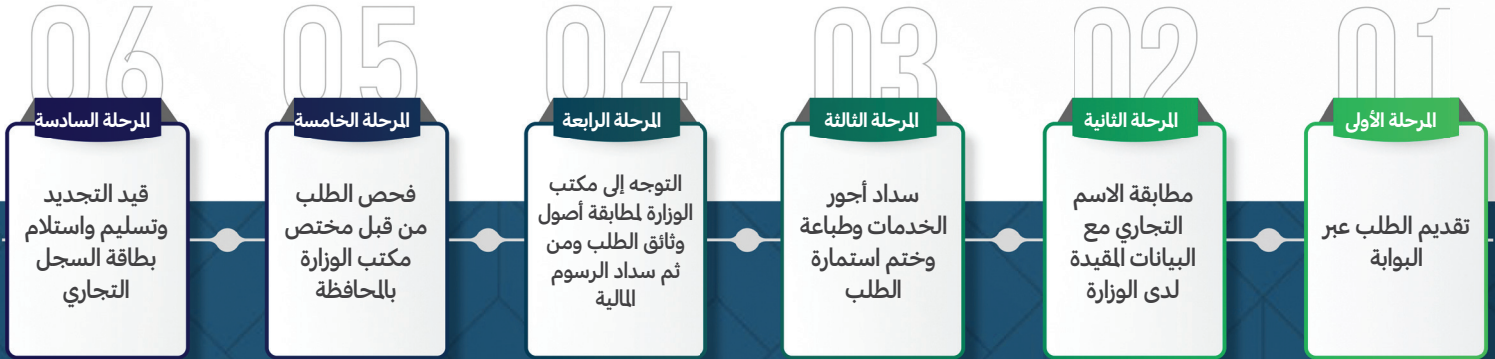 01
المرحلة الأولى
تقديم الطلب عبر
البوابة
02
المرحلة الثانية
مطابقة الاسم
التجاري مع
البيانات المقيدة
لدى الوزارة
03
المرحلة الثالثة
سداد أجور
الخدمات وطباعة
وختم استمارة
الطلب
04
المرحلة الرابعة
التوجه إلى مكتب
الوزارة لمطابقة أصول
وثائق الطلب ومن
ثم سداد الرسوم
المالية
05
المرحلة الخامسة
فحص الطلب
من قبل مختص
مكتب الوزارة
بالمحافظة
06
المرحلة السادسة
قيد التجديد
وتسليم واستلام
بطاقة السجل
التجاري